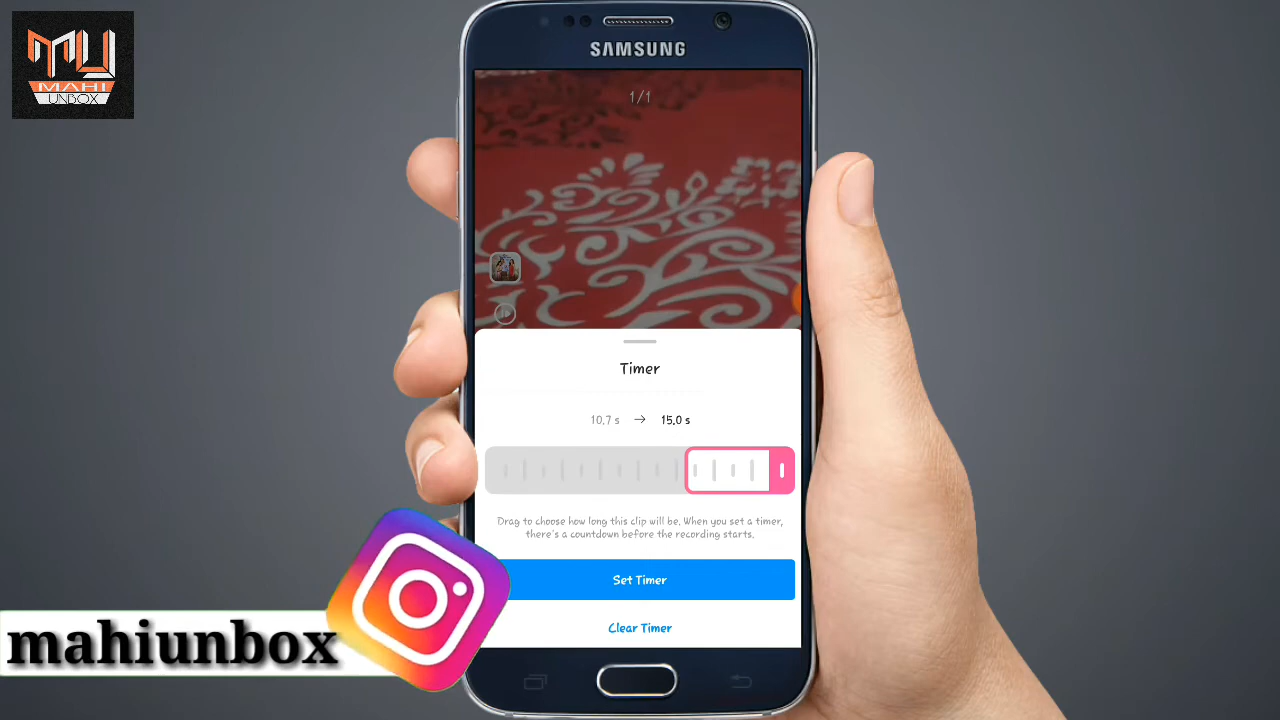 MU
MAHI
UNBOX
SAMSUNG
1/1
Timer
10.7 s → 15.0 s
Drag to choose how long this clip will be. When you set a timer,
there's a countdown before the recording starts.
Set Timer
Clear Timer
mahiunbox